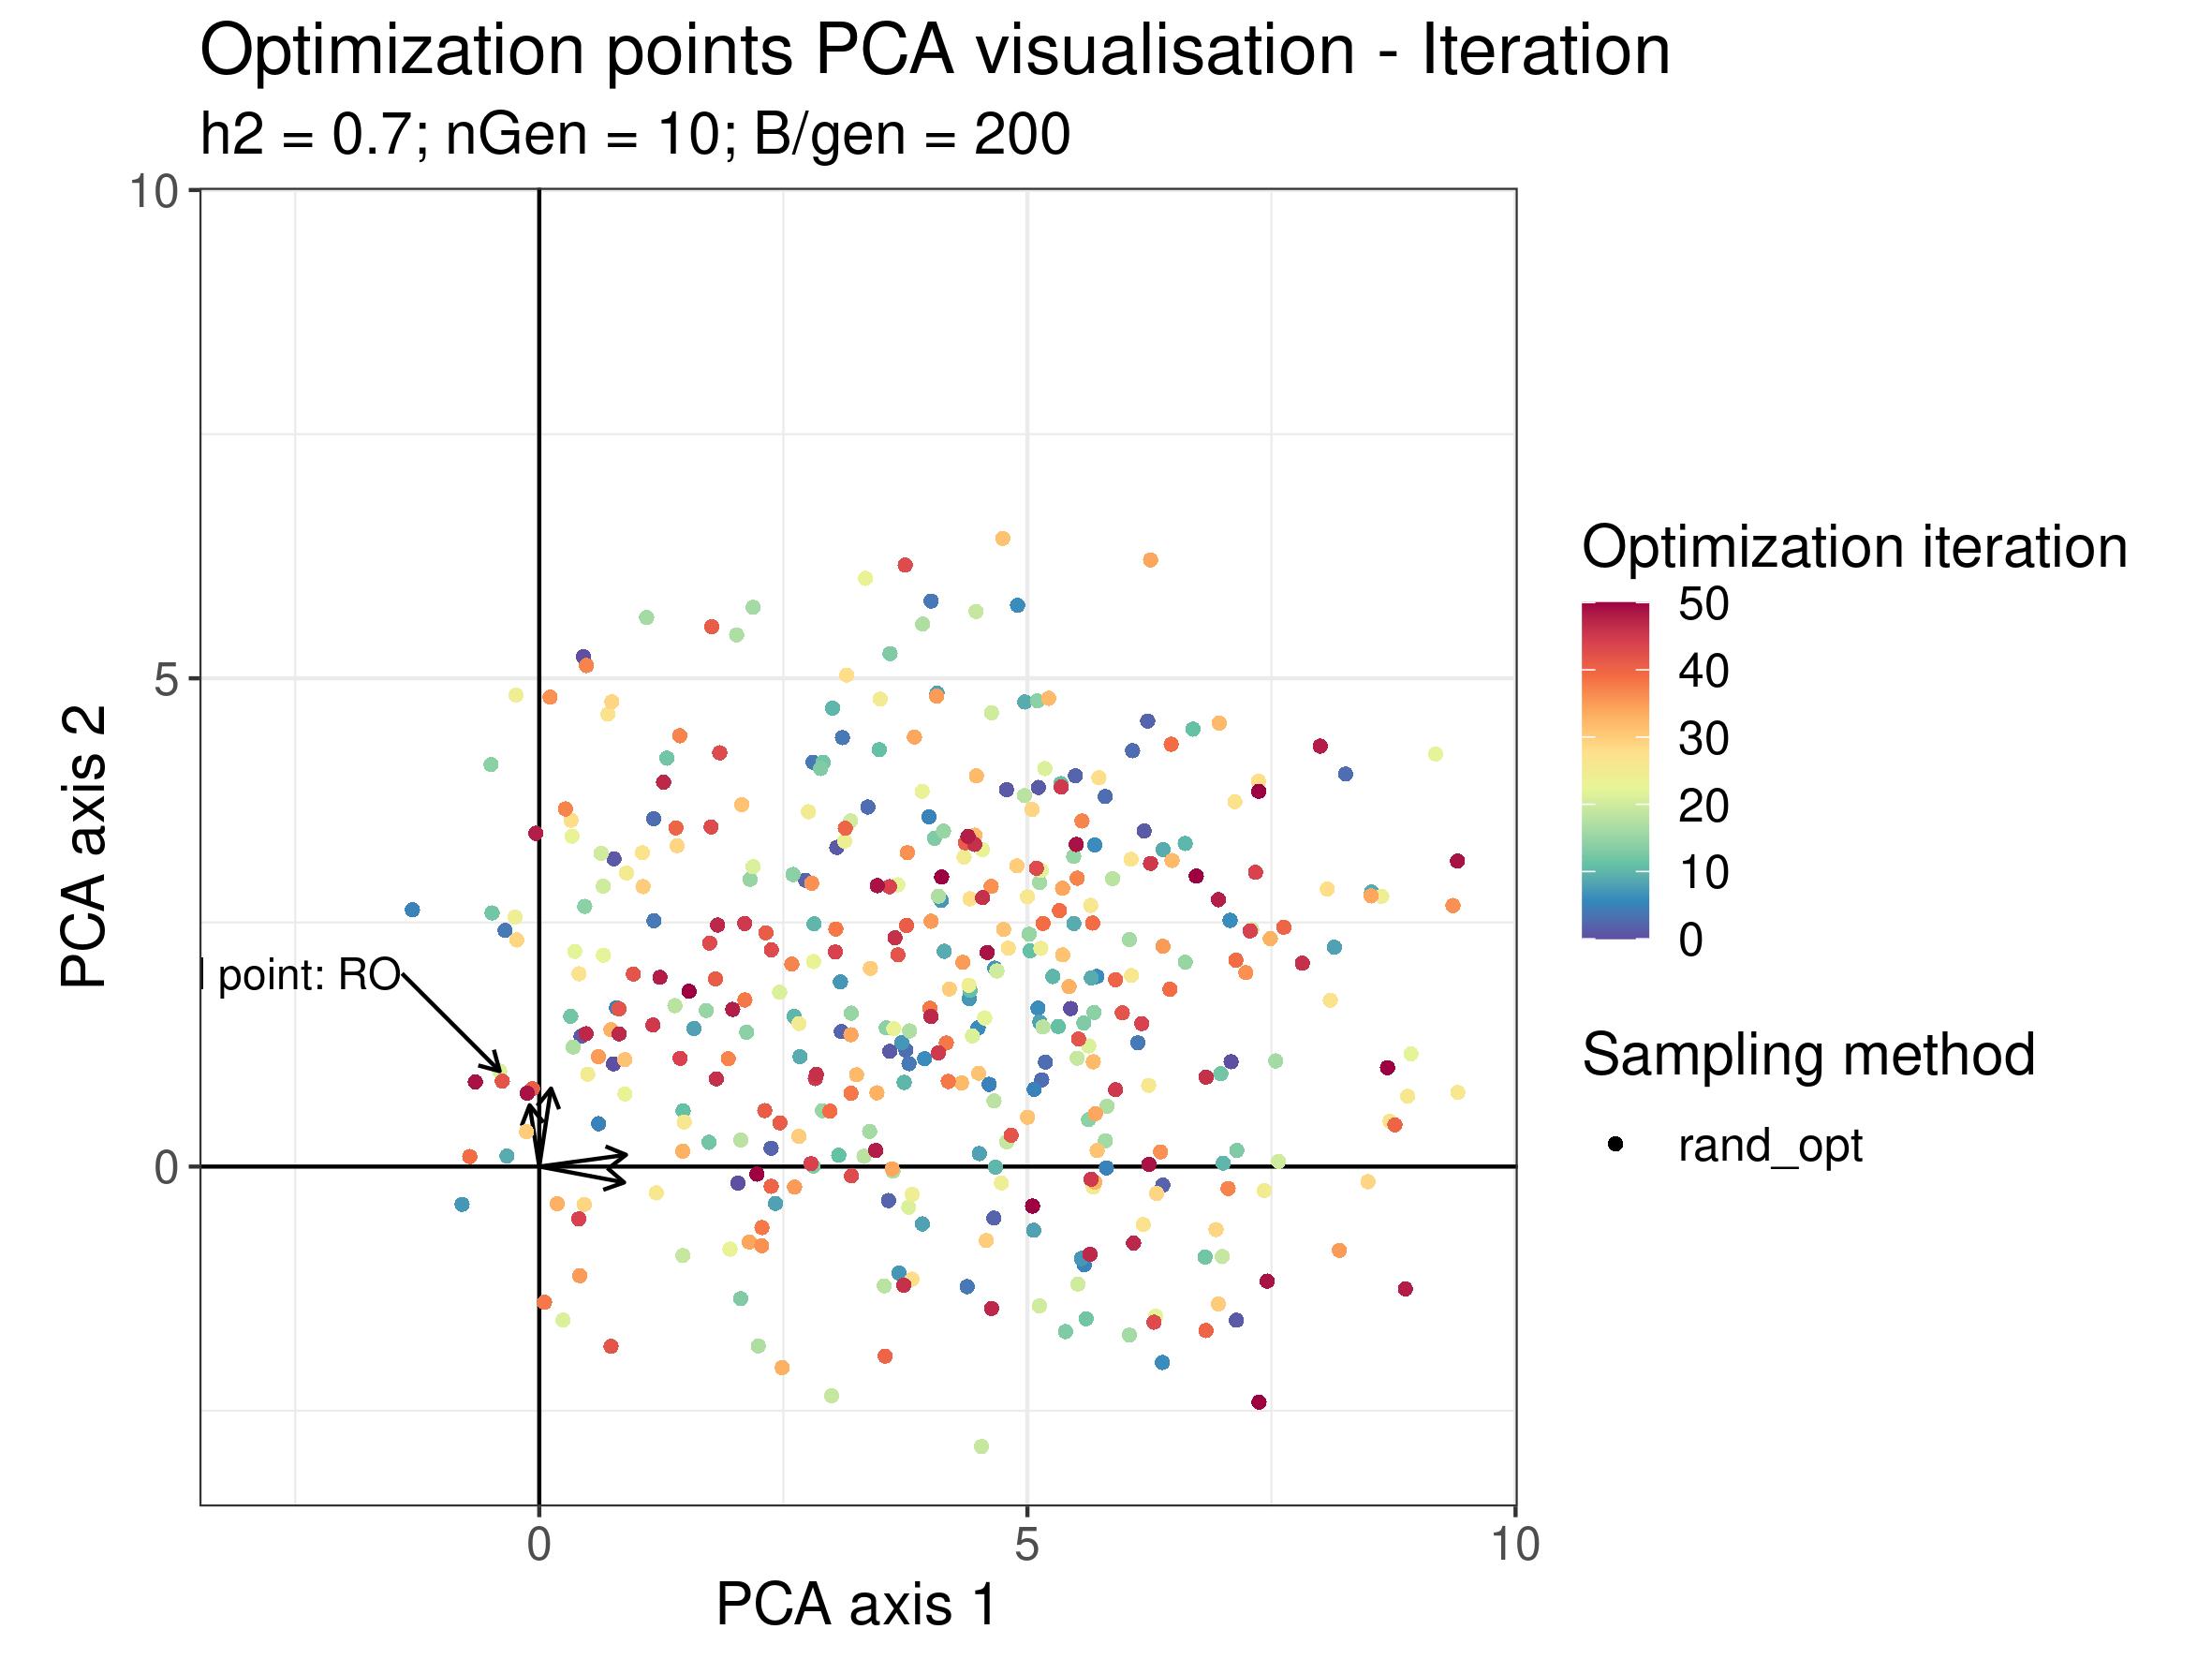 Optimization points PCA visualisation - Iteration
h2 = 0.7; nGen = 10; B/gen = 200
10
5
0
PCA axis 2
point: RO
0
5
10
PCA axis 1
Optimization iteration
50
40
30
20
10
0
Sampling method
rand_opt